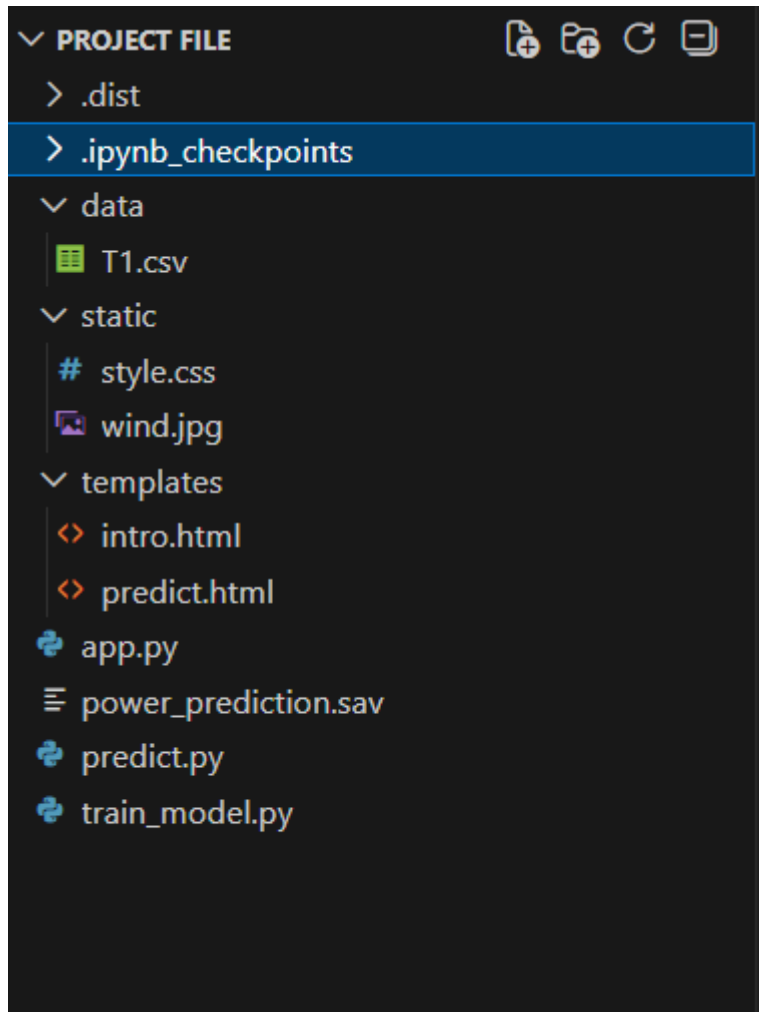 PROJECT FILE
.dist
.ipynb_checkpoints
data
T1.csv
static
# style.css
wind.jpg
templates
<> intro.html
<> predict.html
app.py
power_prediction.sav
predict.py
train_model.py